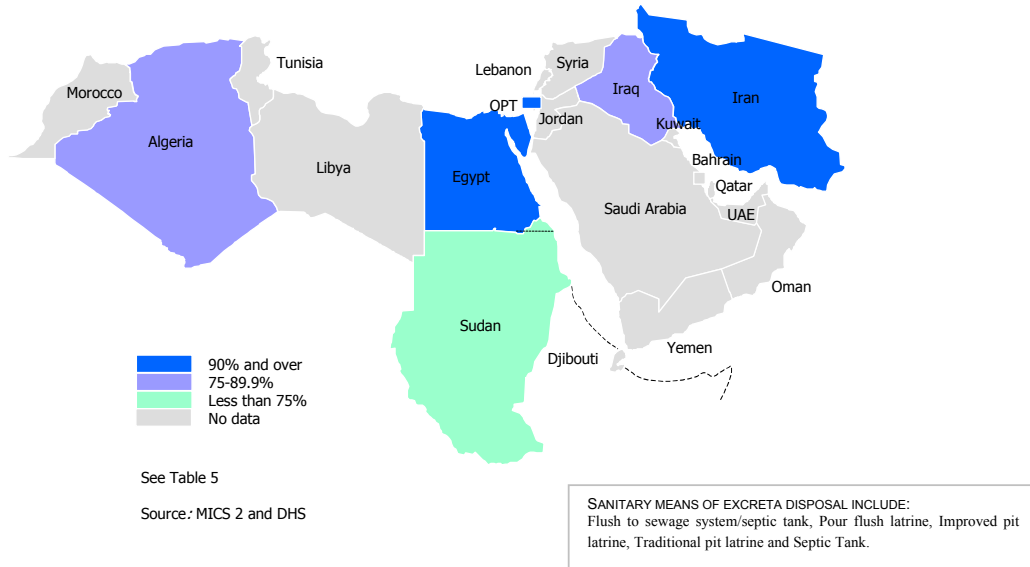 Tunisia
Syria
Lebanon
Morocco
Iraq
Iran
OPT
Jordan
Kuwait
Algeria
Bahrain
Libya
Egypt
Qatar
Saudi Arabia
UAE
Oman
Sudan
Yemen
Djibouti
90% and over
75-89.9%
Less than 75%
No data
See Table 5
Source: MICS 2 and DHS
SANITARY MEANS OF EXCRETA DISPOSAL INCLUDE:
Flush to sewage system/septic tank, Pour flush latrine, Improved pit
latrine, Traditional pit latrine and Septic Tank.